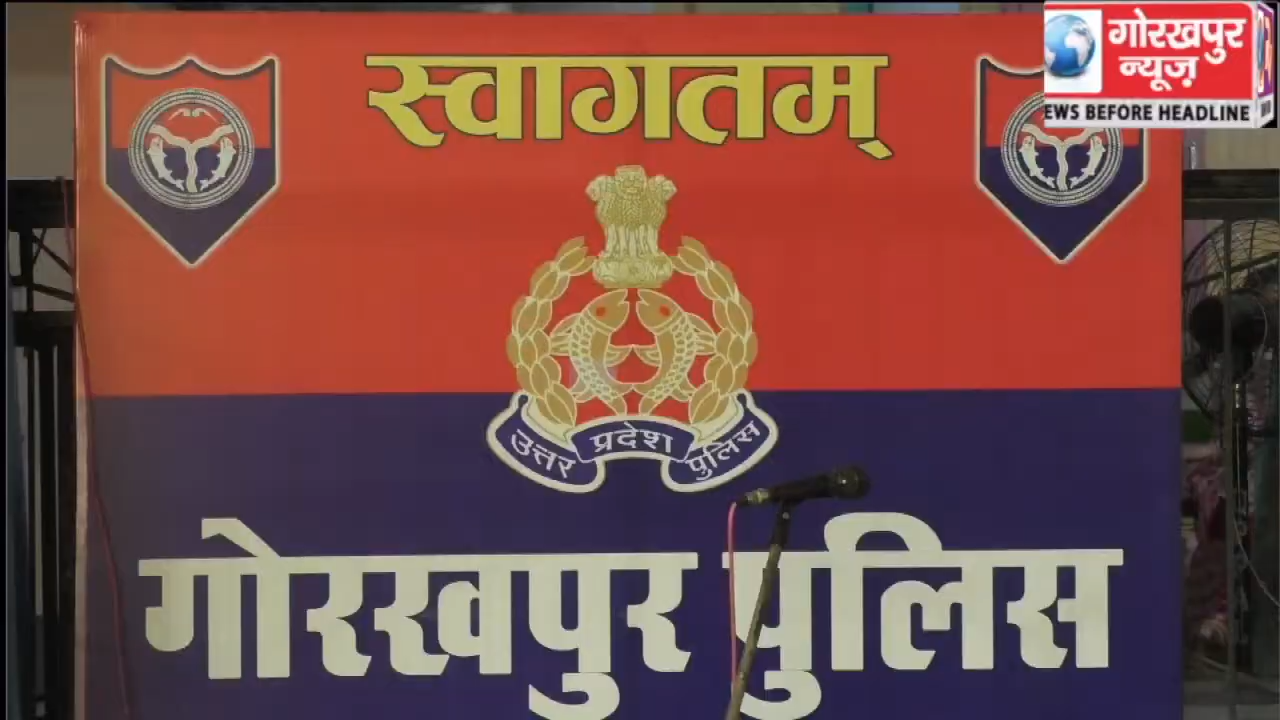 स्वागतम्
गोरखपुर
न्यूज़
EWS BEFORE HEADLINE
उत्तर प्रदेश पुलिस
गोरखपुर पुलिस